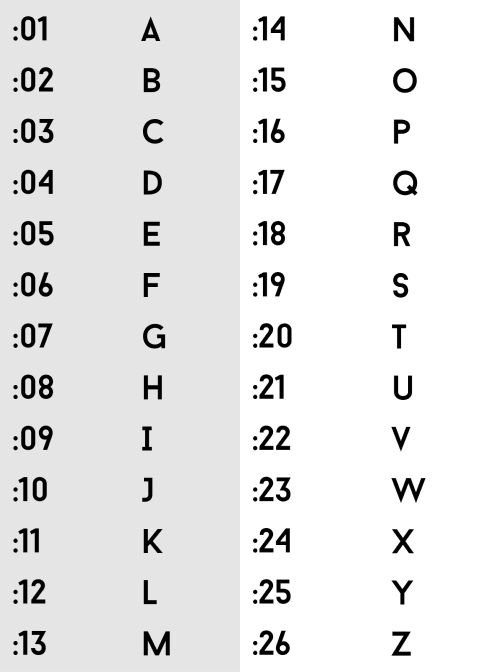 :01 A
:02 B
:03 C
:04 D
:05 E
:06 F
:07 G
:08 H
:09 I
:10 J
:11 K
:12 L
:13 M
:14 N
:15 O
:16 P
:17 Q
:18 R
:19 S
:20 T
:21 U
:22 V
:23 W
:24 X
:25 Y
:26 Z